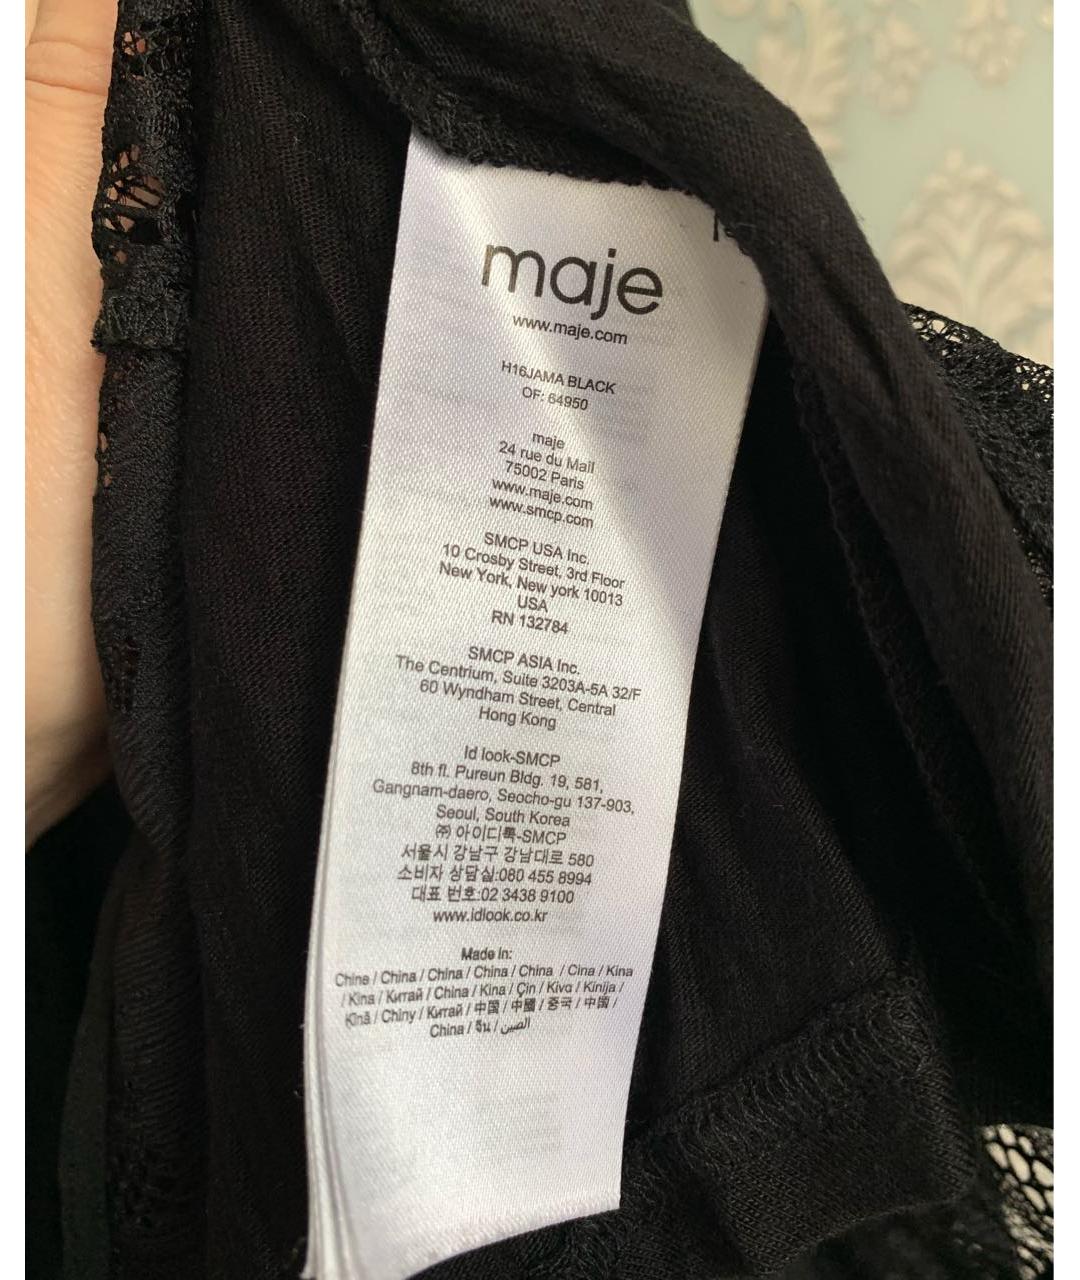 maje
www.maje.com
H16JAMA BLACK
OF: 64950
maje
24 rue du Mail
75002 Paris
www.maje.com
www.smcp.com
SMCP USA Inc.
10 Crosby Street, 3rd Floor
New York, New york 10013
USA
RN 132784
SMCP ASIA Inc.
The Centrium, Suite 3203A-5A 32/F
60 Wyndham Street, Central
Hong Kong
Id look-SMCP
8th fl. Pureun Bldg. 19, 581,
Gangnam-daero, Seocho-gu 137-903,
Seoul, South Korea
㈜ 아이디룩-SMCP
서울시 강남구 강남대로 580
소비자 상담실:080 455 8994
대표 번호:02 3438 9100
www.idlook.co.kr
Made in:
Chine / China / China / China / China / Cina / Kina
/ Kina / Китай / China / Kina / Çin / Κίνα / Kinija /
Ķīnā / Chiny / Китай / 中国 / 中國 / 중국 / 中国 /
China / จีน / الصين